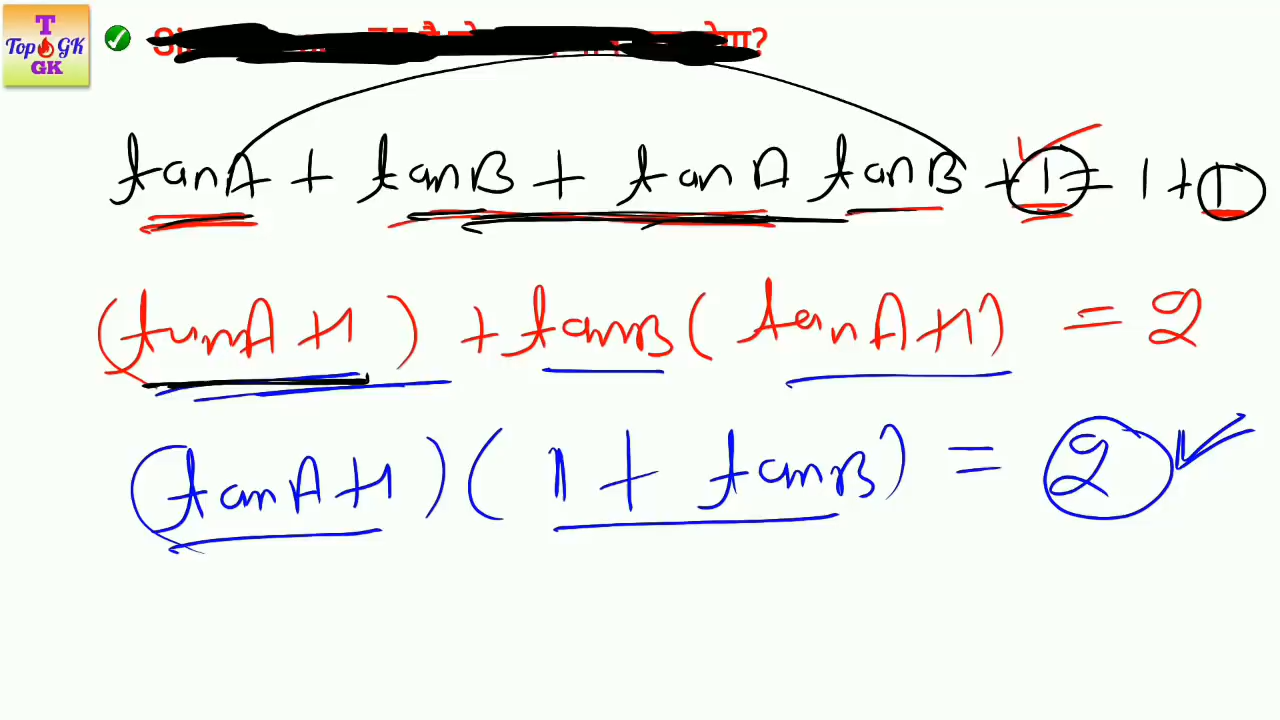 T
Top GK
GK
tanA + tanB + tanA tanB + 1 = 1 + 1
(tanA+1) + tanB(tanA+1) = 2
(tanA+1)(1 + tanB) = 2